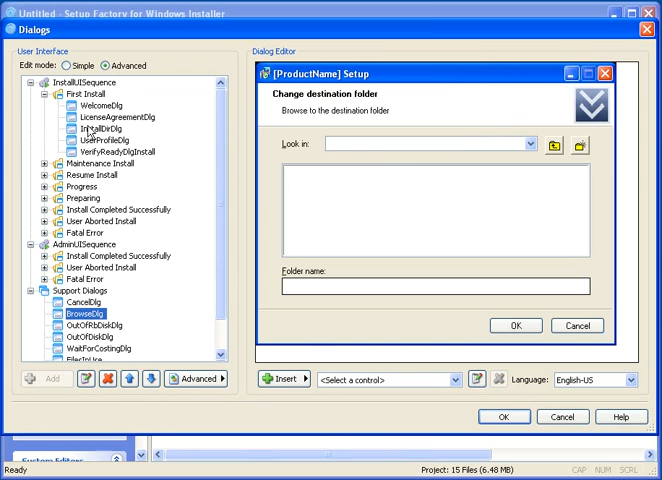 Untitled - Setup Factory for Windows Installer
Dialogs
User Interface
Edit mode: Simple Advanced
InstallUISequence
First Install
WelcomeDlg
LicenseAgreementDlg
InstallDirDlg
UserProfileDlg
VerifyReadyDlgInstall
Maintenance Install
Resume Install
Progress
Preparing
Install Completed Successfully
User Aborted Install
Fatal Error
AdminUISequence
Install Completed Successfully
User Aborted Install
Fatal Error
Support Dialogs
CancelDlg
BrowseDlg
OutOfRbDiskDlg
OutOfDiskDlg
WaitForCostingDlg
FilesInUse
Add
Advanced
Dialog Editor
[ProductName] Setup
Change destination folder
Browse to the destination folder
Look in:
Folder name:
OK Cancel
Insert <Select a control> Language: English-US
OK Cancel Help
Custom Editors
Ready Project: 15 Files (6.48 MB) CAP NUM SCRL